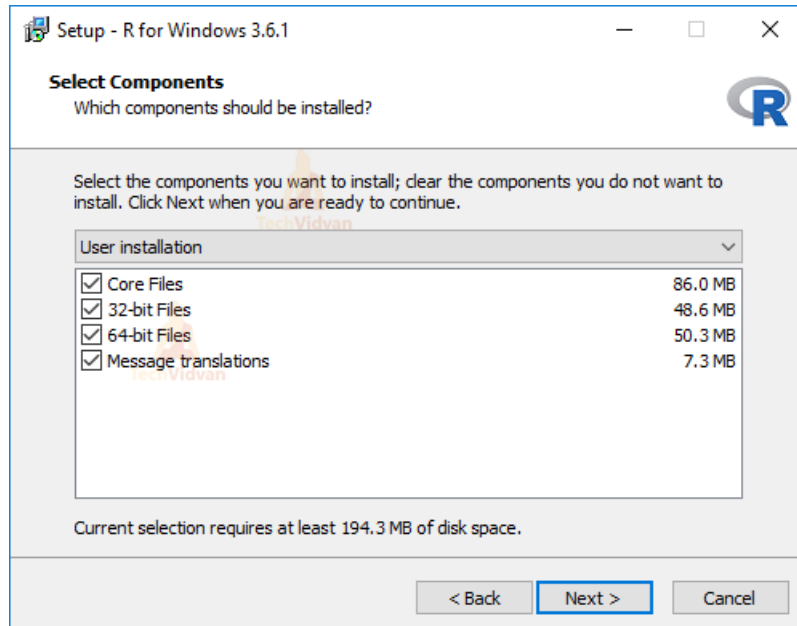 Setup - R for Windows 3.6.1
Select Components
Which components should be installed?
R
Select the components you want to install; clear the components you do not want to
install. Click Next when you are ready to continue.
TechVidvan
User installation
Core Files 86.0 MB
32-bit Files 48.6 MB
64-bit Files 50.3 MB
Message translations 7.3 MB
TechVidvan
Current selection requires at least 194.3 MB of disk space.
< Back Next > Cancel